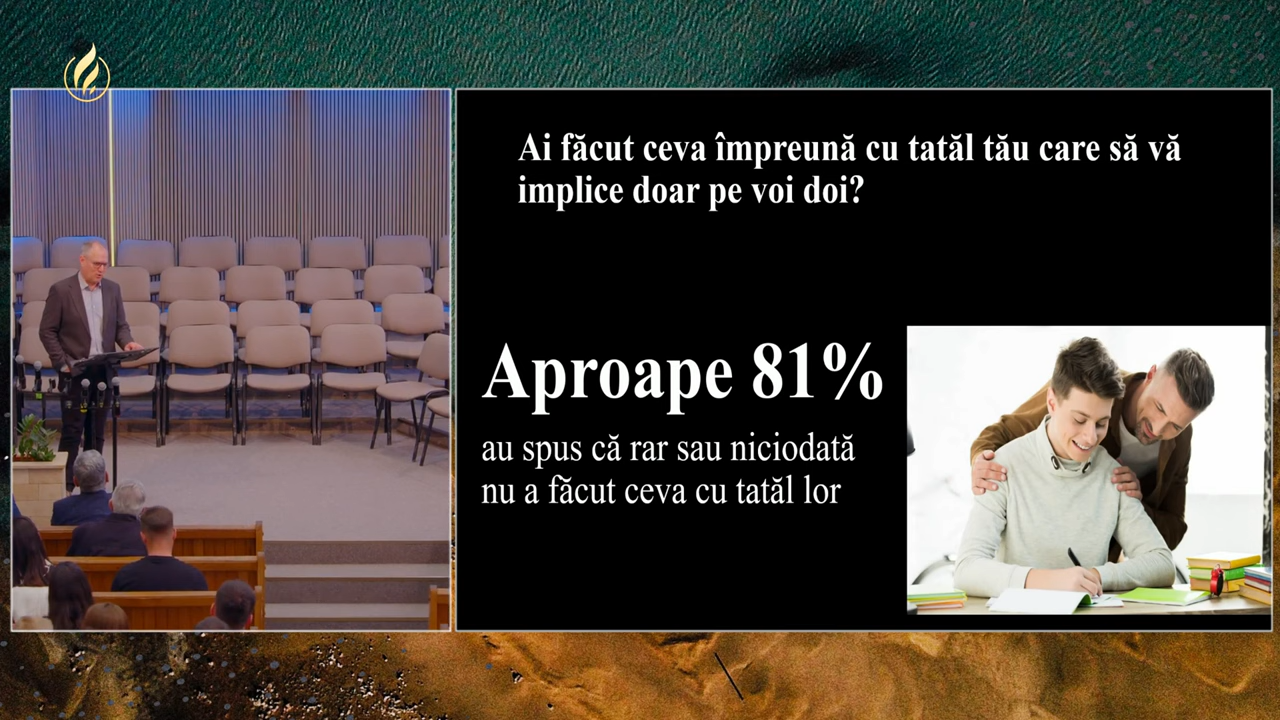 Ai făcut ceva împreună cu tatăl tău care să vă
implice doar pe voi doi?
Aproape 81%
au spus că rar sau niciodată
nu a făcut ceva cu tatăl lor